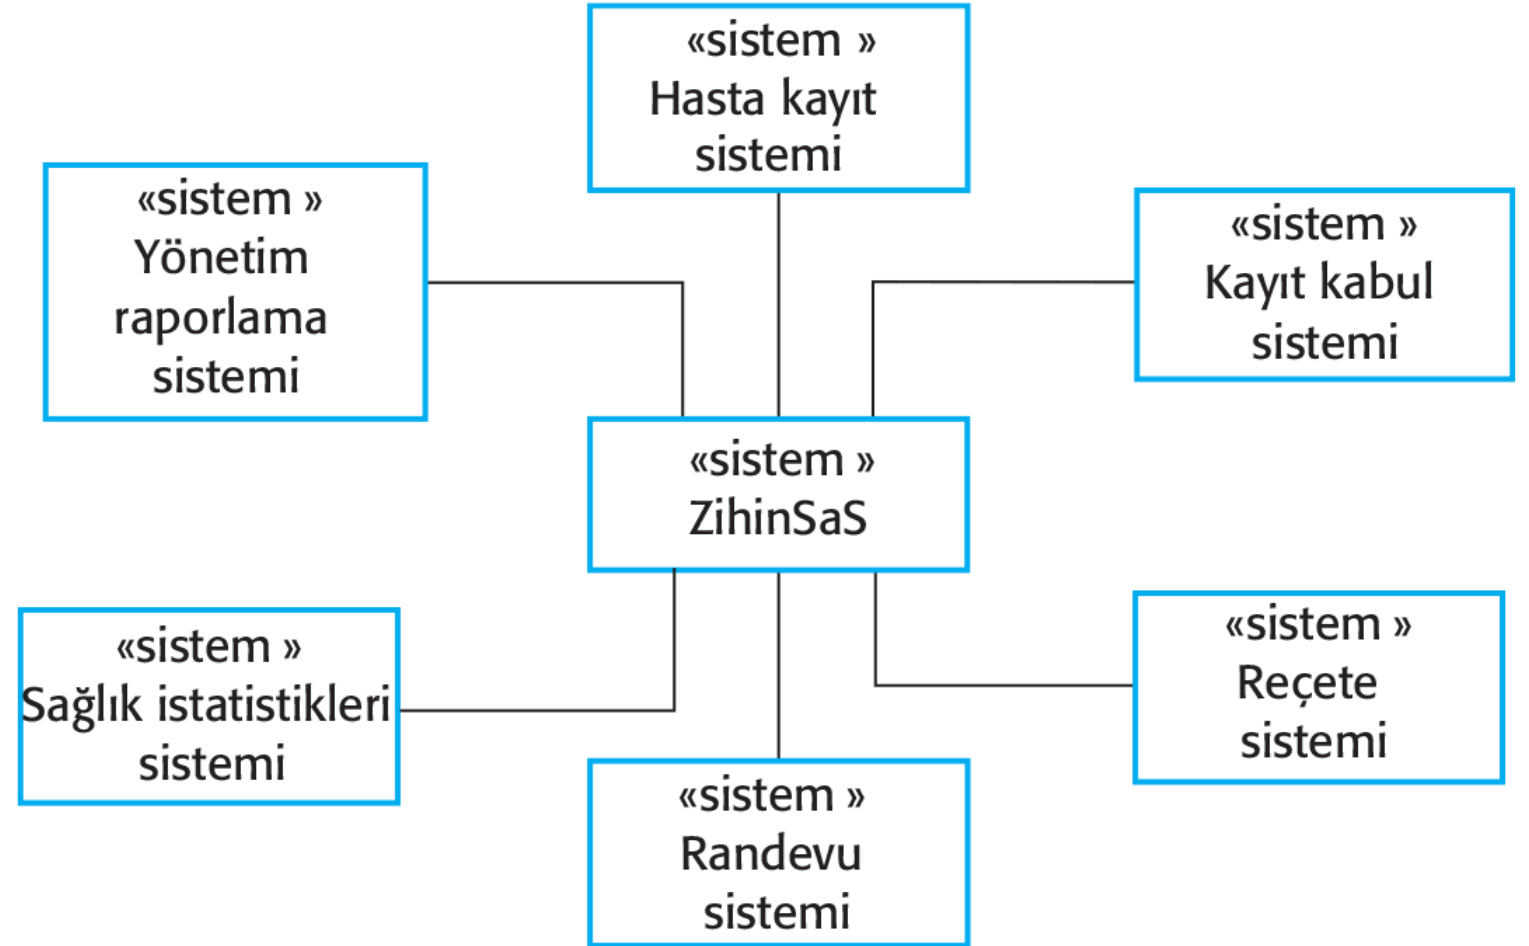 «sistem »
Hasta kayıt
sistemi
«sistem »
Yönetim
raporlama
sistemi
«sistem »
Kayıt kabul
sistemi
«sistem »
ZihinSaS
«sistem »
Sağlık istatistikleri
sistemi
«sistem »
Reçete
sistemi
«sistem »
Randevu
sistemi